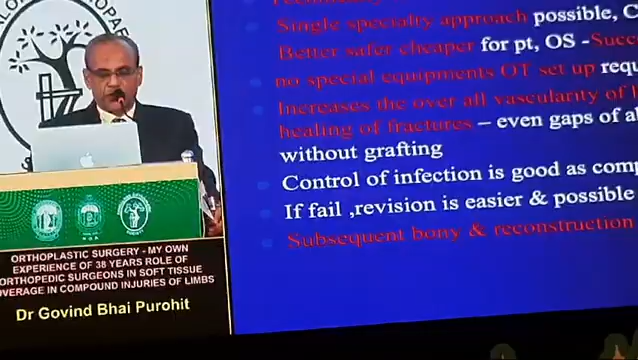 Single specialty approach possible,
Better safer cheaper for pt, OS -
no special equipments OT set up
Increases the over all vascularity of
healing of fractures – even gaps of
without grafting
Control of infection is good as
If fail ,revision is easier & possible
Subsequent bony & reconstruction
ORTHOPLASTIC SURGERY - MY OWN
EXPERIENCE OF 38 YEARS ROLE OF
ORTHOPEDIC SURGEONS IN SOFT TISSUE
COVERAGE IN COMPOUND INJURIES OF LIMBS
Dr Govind Bhai Purohit